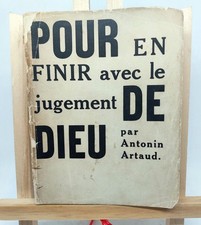 POUR EN
FINIR avec le
jugement DE
DIEU par
Antonin
Artaud.